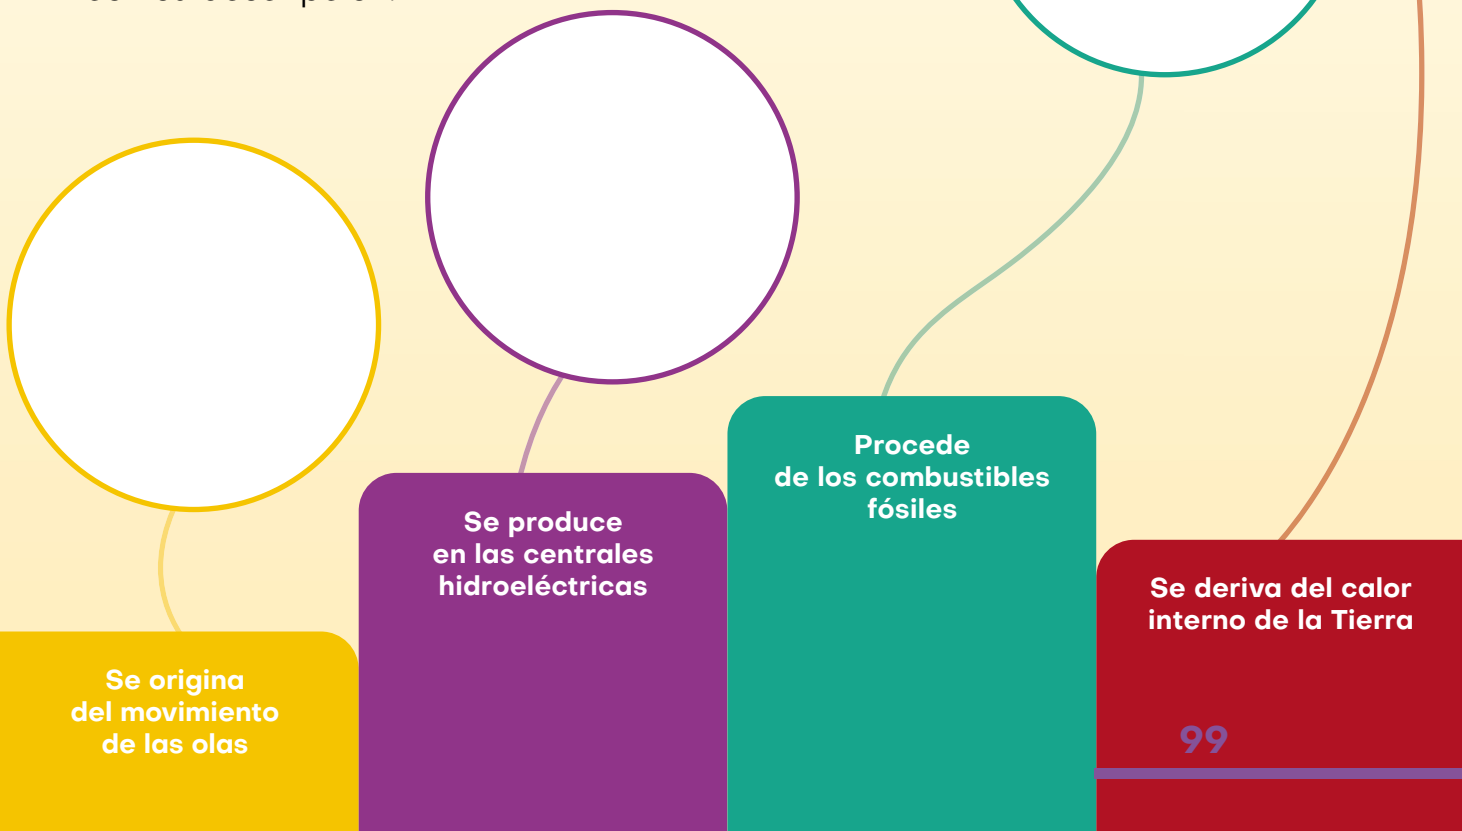 Se produce
en las centrales
hidroeléctricas
Procede
de los combustibles
fósiles
Se deriva del calor
interno de la Tierra
Se origina
del movimiento
de las olas
99